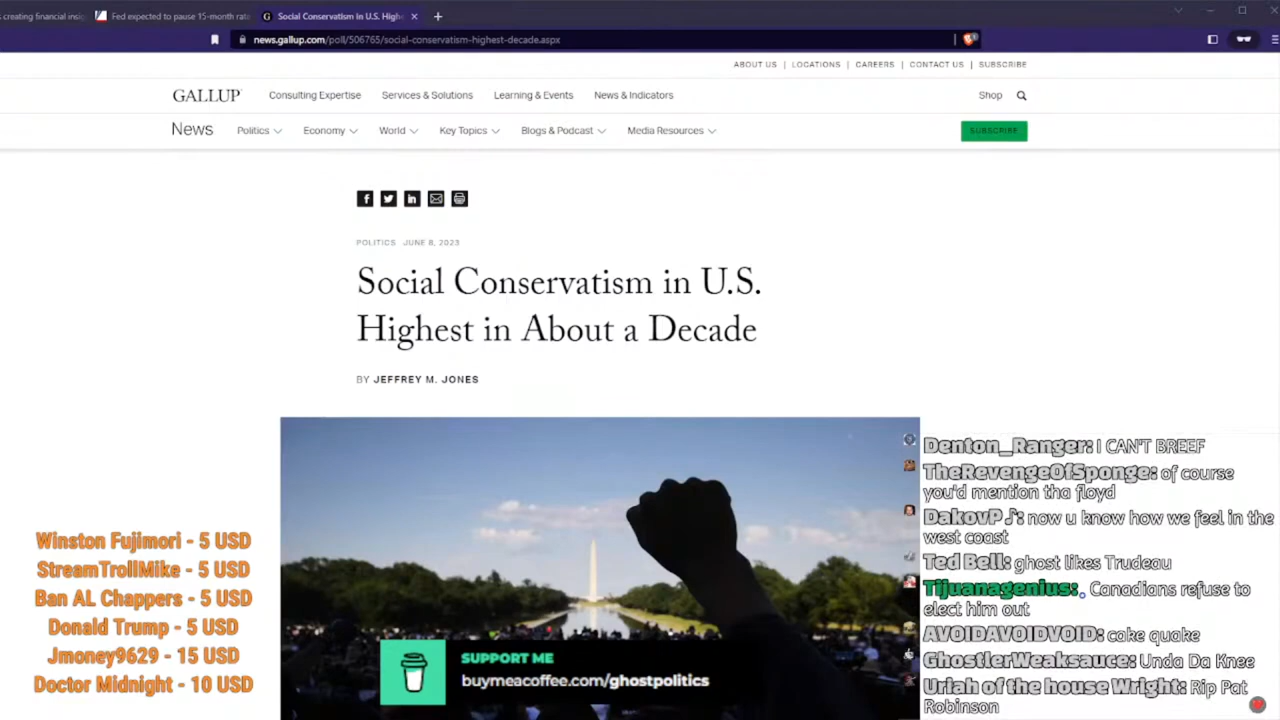 creating financial insig
Fed expected to pause 15-month rat
Social Conservatism in U.S. High
news.gallup.com/poll/506765/social-conservatism-highest-decade.aspx
ABOUT US | LOCATIONS | CAREERS | CONTACT US | SUBSCRIBE
GALLUP
Consulting Expertise
Services & Solutions
Learning & Events
News & Indicators
Shop
News
Politics
Economy
World
Key Topics
Blogs & Podcast
Media Resources
SUBSCRIBE
POLITICS JUNE 8, 2023
Social Conservatism in U.S.
Highest in About a Decade
BY JEFFREY M. JONES
Winston Fujimori - 5 USD
StreamTrollMike - 5 USD
Ban AL Chappers - 5 USD
Donald Trump - 5 USD
Jmoney9629 - 15 USD
Doctor Midnight - 10 USD
SUPPORT ME
buymeacoffee.com/ghostpolitics
Denton_Ranger: I CAN'T BREEF
TheRevengeOfSponge: of course
you'd mention tha floyd
DakovP♪: now u know how we feel in the
west coast
Ted Bell: ghost likes Trudeau
Tijuanagenius: Canadians refuse to
elect him out
AVOIDAVOIDVOID: cake quake
GhostlerWeaksauce: Unda Da Knee
Uriah of the house Wright: Rip Pat
Robinson